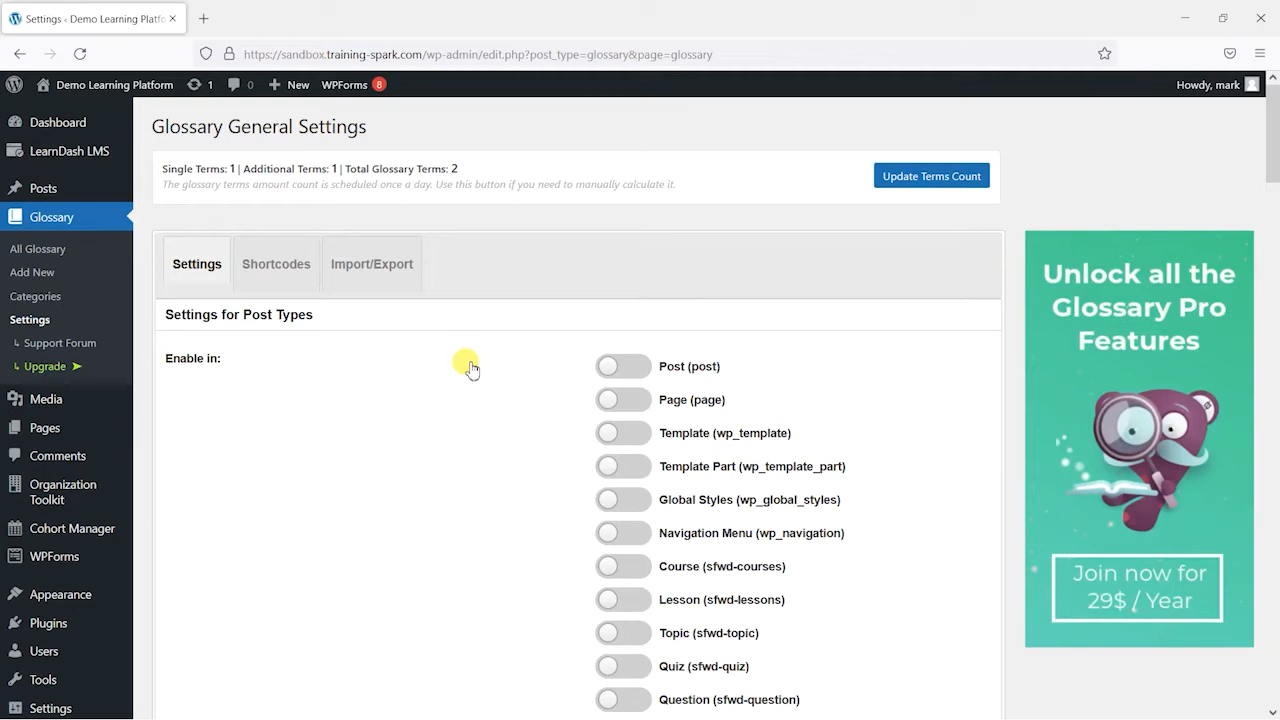 Settings ‹ Demo Learning Platfo
https://sandbox.training-spark.com/wp-admin/edit.php?post_type=glossary&page=glossary
Demo Learning Platform
1
0
New
WPForms
8
Howdy, mark
Dashboard
LearnDash LMS
Posts
Glossary
All Glossary
Add New
Categories
Settings
Support Forum
Upgrade
Media
Pages
Comments
Organization
Toolkit
Cohort Manager
WPForms
Appearance
Plugins
Users
Tools
Settings
Glossary General Settings
Single Terms: 1 | Additional Terms: 1 | Total Glossary Terms: 2
The glossary terms amount count is scheduled once a day. Use this button if you need to manually calculate it.
Update Terms Count
Settings
Shortcodes
Import/Export
Settings for Post Types
Enable in:
Post (post)
Page (page)
Template (wp_template)
Template Part (wp_template_part)
Global Styles (wp_global_styles)
Navigation Menu (wp_navigation)
Course (sfwd-courses)
Lesson (sfwd-lessons)
Topic (sfwd-topic)
Quiz (sfwd-quiz)
Question (sfwd-question)
Unlock all the
Glossary Pro
Features
Join now for
29$ / Year